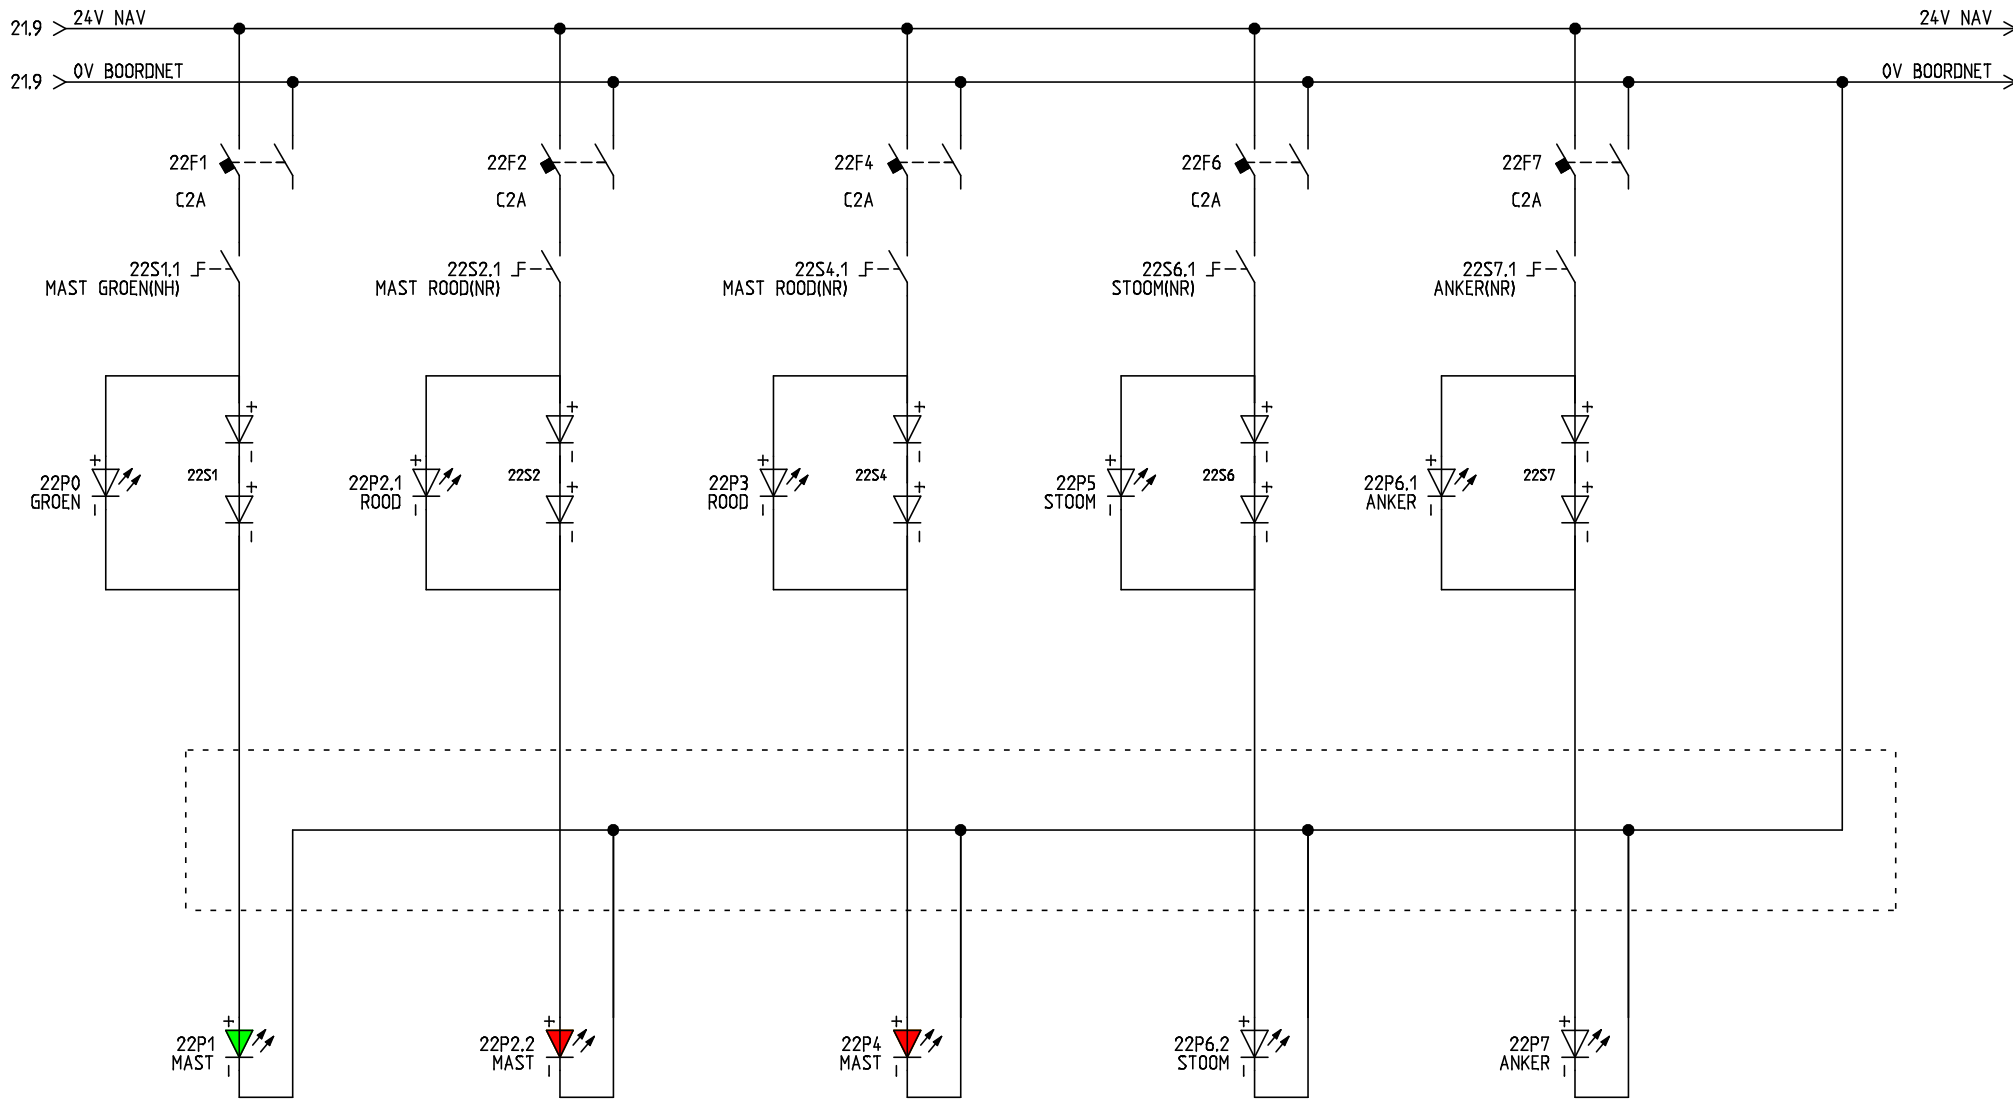 24V NAV
24V NAV
21.9
0V BOORDNET
0V BOORDNET
21.9
22F1
22F2
22F4
22F6
22F7
C2A
C2A
C2A
C2A
C2A
22S1.1
MAST GROEN(NH)
22S2.1
MAST ROOD(NR)
22S4.1
MAST ROOD(NR)
22S6.1
STOOM(NR)
22S7.1
ANKER(NR)
+
+
+
+
+
22P0
GROEN
+
-
22S1
-
-
22P2.1
ROOD
+
-
22S2
-
-
22P3
ROOD
+
-
22S4
-
-
22P5
STOOM
+
-
22S6
-
-
22P6.1
ANKER
+
-
22S7
-
-
22P1
MAST
+
-
22P2.2
MAST
+
-
22P4
MAST
+
-
22P6.2
STOOM
+
-
22P7
ANKER
+
-